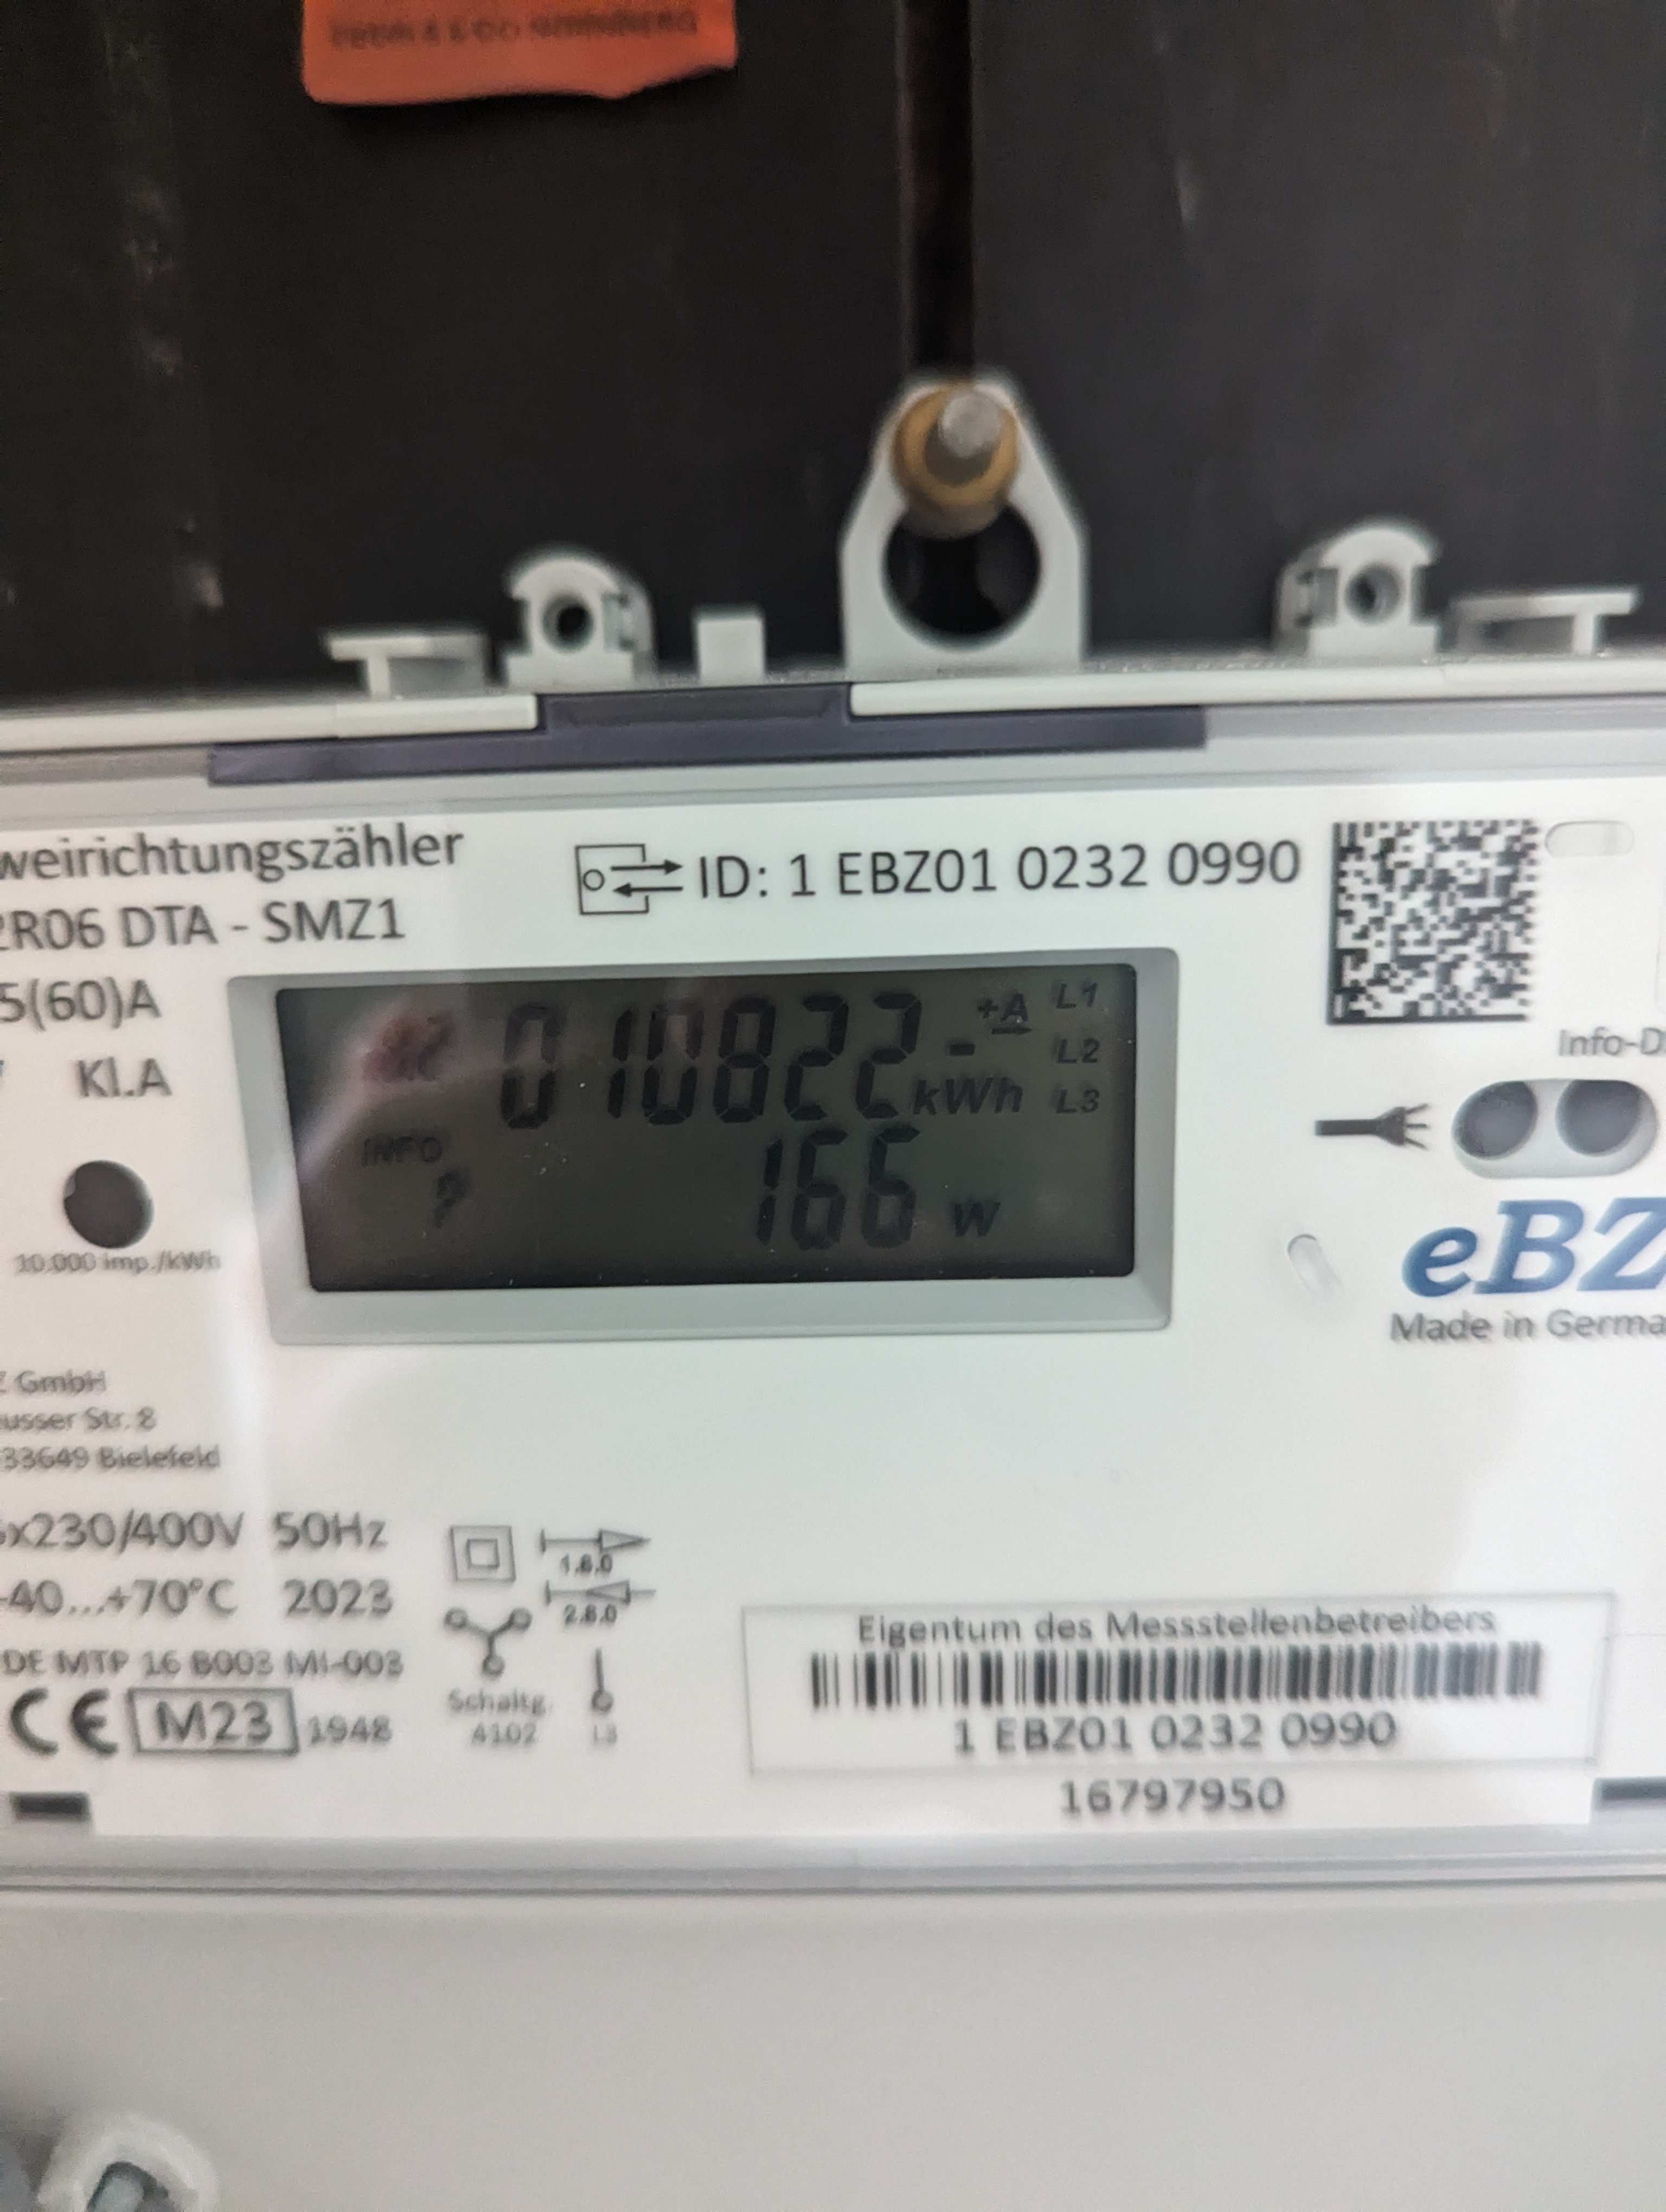 weirichtungszähler
2R06 DTA - SMZ1
ID: 1 EBZ01 0232 0990
5(60)A
Kl.A
010822 kWh
+A
L1
L2
L3
INFO
166 W
10.000 imp./kWh
Info-D
eBZ
Made in Germa
Z GmbH
usser Str. 8
33649 Bielefeld
x230/400V 50Hz
-40...+70°C 2023
DE MTP 16 B003 MI-003
CE M23 1948
1.8.0
2.8.0
Schaltg.
4102
Eigentum des Messstellenbetreibers
1 EBZ01 0232 0990
16797950